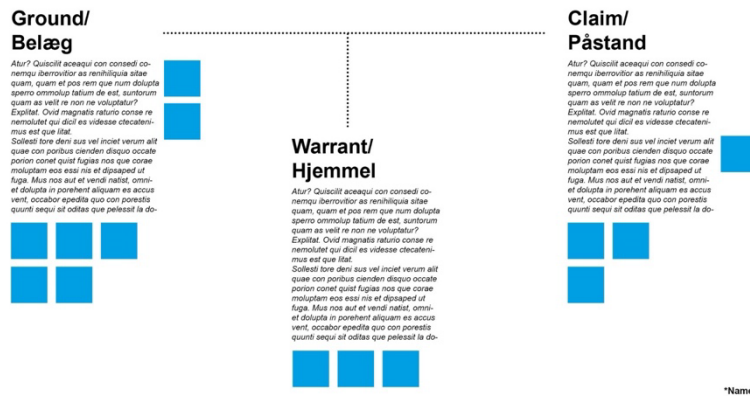 Ground/
Belæg
Atur? Quiscilit aceaqui con consedi co-
nemqu iberrovitior as renihiliquia sitae
quam, quam et pos rem que num dolupta
sperro ommolup tatium de est, suntorum
quam as velit re non ne voluptatur?
Explitat. Ovid magnatis raturio conse re
nemolutet qui dicil es videsse ctecateni-
mus est que litat.
Sollesti tore deni sus vel inciet verum alit
quae con poribus cienden disquo occate
porion conet quist fugias nos que corae
moluptam eos essi nis et dipsaped ut
fuga. Mus nos aut et vendi natist, omni-
et dolupta in porehent aliquam es accus
vent, occabor epedita quo con porestis
quunti sequi sit oditas que pelessit la do-
Warrant/
Hjemmel
Atur? Quiscilit aceaqui con consedi co-
nemqu iberrovitior as renihiliquia sitae
quam, quam et pos rem que num dolupta
sperro ommolup tatium de est, suntorum
quam as velit re non ne voluptatur?
Explitat. Ovid magnatis raturio conse re
nemolutet qui dicil es videsse ctecateni-
mus est que litat.
Sollesti tore deni sus vel inciet verum alit
quae con poribus cienden disquo occate
porion conet quist fugias nos que corae
moluptam eos essi nis et dipsaped ut
fuga. Mus nos aut et vendi natist, omni-
et dolupta in porehent aliquam es accus
vent, occabor epedita quo con porestis
quunti sequi sit oditas que pelessit la do-
Claim/
Påstand
Atur? Quiscilit aceaqui con consedi co-
nemqu iberrovitior as renihiliquia sitae
quam, quam et pos rem que num dolupta
sperro ommolup tatium de est, suntorum
quam as velit re non ne voluptatur?
Explitat. Ovid magnatis raturio conse re
nemolutet qui dicil es videsse ctecateni-
mus est que litat.
Sollesti tore deni sus vel inciet verum alit
quae con poribus cienden disquo occate
porion conet quist fugias nos que corae
moluptam eos essi nis et dipsaped ut
fuga. Mus nos aut et vendi natist, omni-
et dolupta in porehent aliquam es accus
vent, occabor epedita quo con porestis
quunti sequi sit oditas que pelessit la do-
*Name